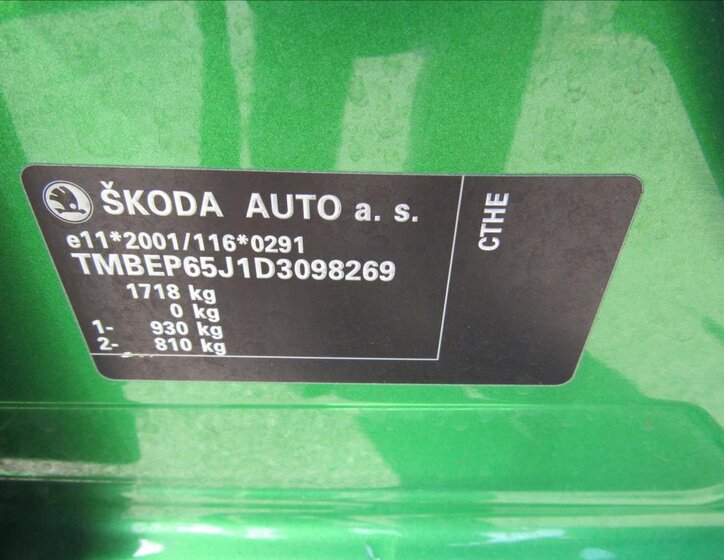 ŠKODA AUTO a. s.
e11*2001/116*0291
TMBEP65J1D3098269
1718 kg
0 kg
1- 930 kg
2- 810 kg
CTHE